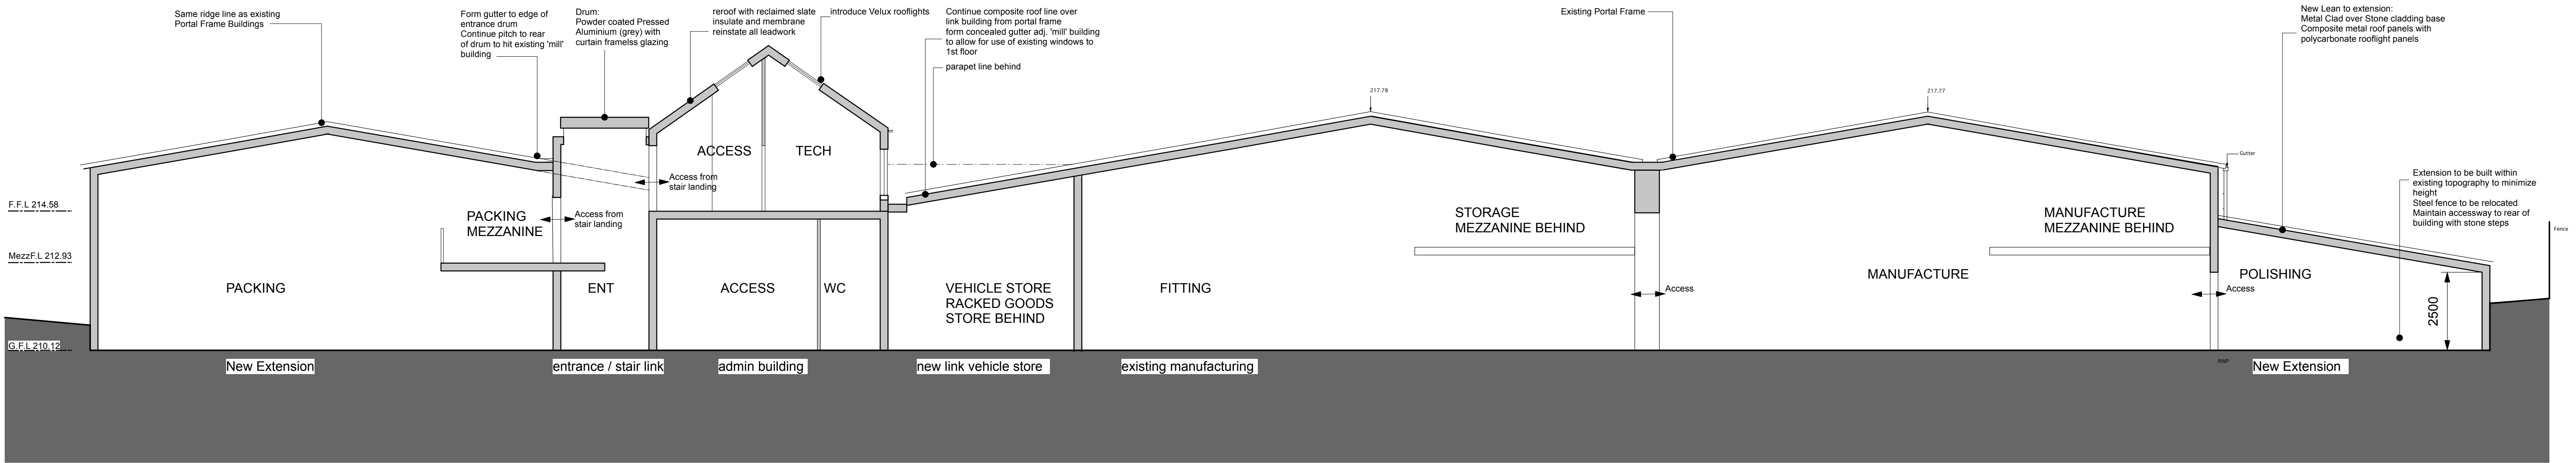 Same ridge line as existing
Portal Frame Buildings
Form gutter to edge of
entrance drum
Continue pitch to rear
of drum to hit existing 'mill'
building
Drum:
Powder coated Pressed
Aluminium (grey) with
curtain framelss glazing
reroof with reclaimed slate
insulate and membrane
reinstate all leadwork
introduce Velux rooflights
Continue composite roof line over
link building from portal frame
form concealed gutter adj. 'mill' building
to allow for use of existing windows to
1st floor
parapet line behind
Existing Portal Frame
New Lean to extension:
Metal Clad over Stone cladding base
Composite metal roof panels with
polycarbonate rooflight panels
217.78
217.77
ACCESS
TECH
Gutter
Access from
stair landing
Extension to be built within
existing topography to minimize
height
Steel fence to be relocated
Maintain accessway to rear of
building with stone steps
F.F.L 214.58
PACKING
MEZZANINE
Access from
stair landing
STORAGE
MEZZANINE BEHIND
MANUFACTURE
MEZZANINE BEHIND
Fence
MezzF.L 212.93
PACKING
ENT
ACCESS
WC
VEHICLE STORE
RACKED GOODS
STORE BEHIND
FITTING
Access
MANUFACTURE
POLISHING
Access
2500
G.F.L 210.12
RWP
New Extension
entrance / stair link
admin building
new link vehicle store
existing manufacturing
New Extension